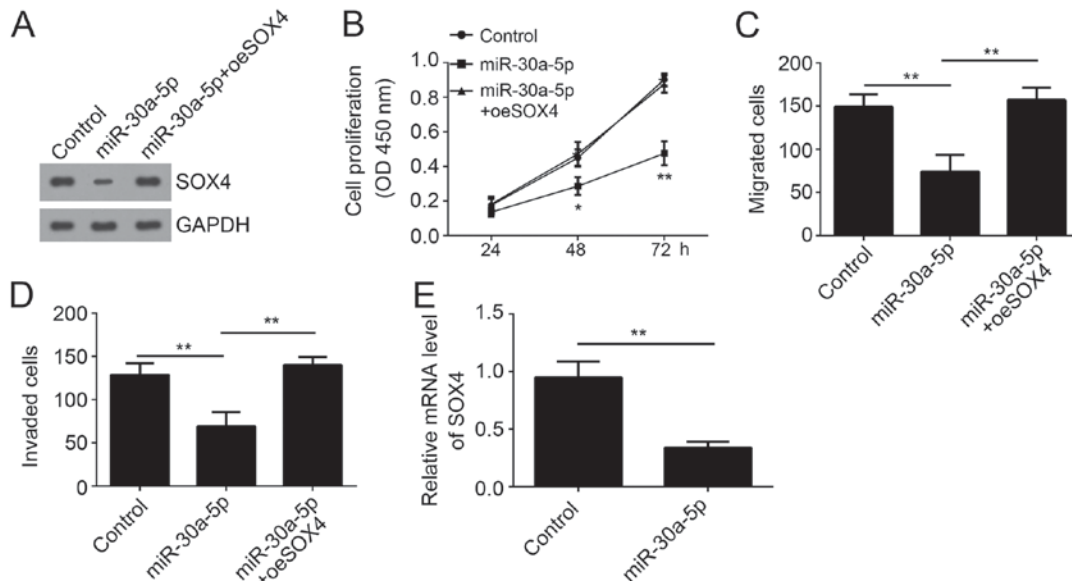 A
Control
miR-30a-5p
miR-30a-5p+oeSOX4
SOX4
GAPDH
B
Control
miR-30a-5p
miR-30a-5p
+oeSOX4
Cell proliferation
(OD 450 nm)
1.0
0.8
0.6
0.4
0.2
0.0
*
**
24 48 72 h
C
Migrated cells
200
150
100
50
0
**
**
Control
miR-30a-5p
miR-30a-5p
+oeSOX4
D
Invaded cells
200
150
100
50
0
**
**
Control
miR-30a-5p
miR-30a-5p
+oeSOX4
E
Relative mRNA level
of SOX4
1.5
1.0
0.5
0.0
**
Control
miR-30a-5p